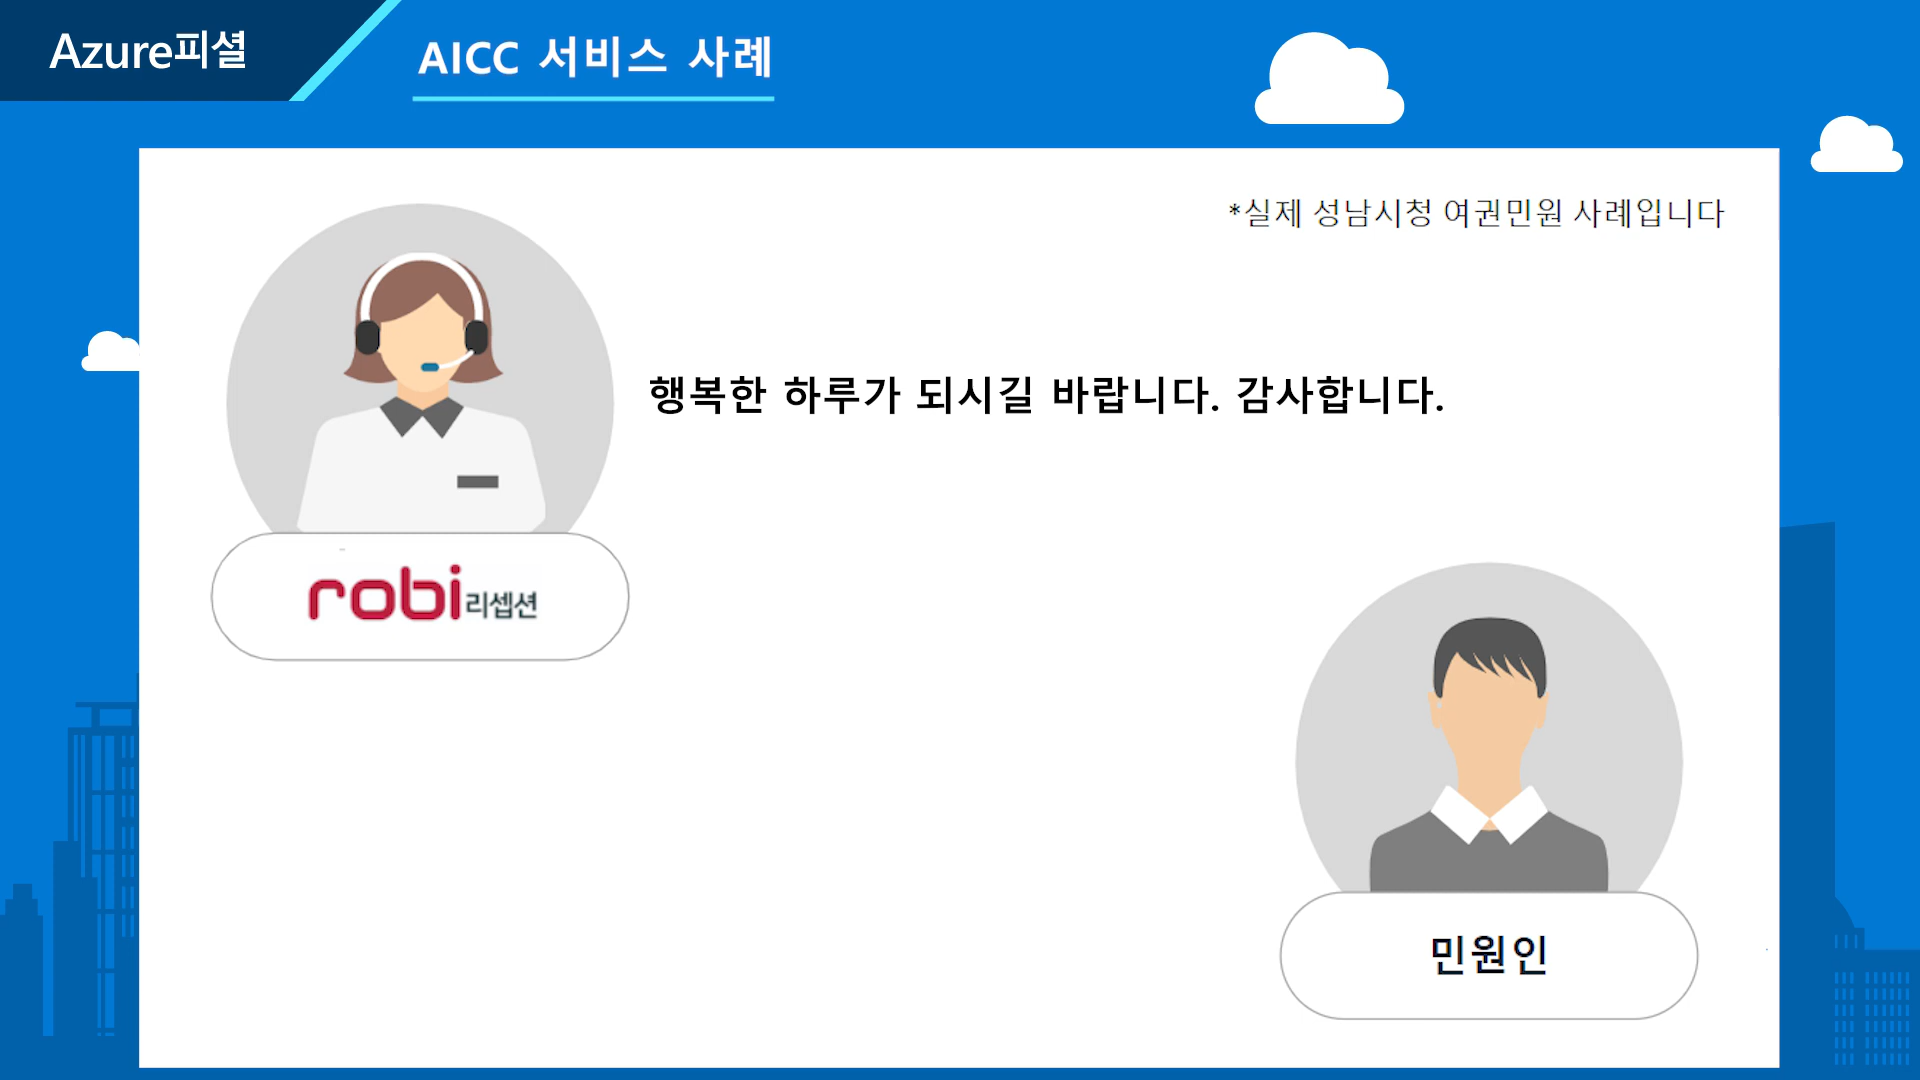 Azure피셜
AICC 서비스 사례
*실제 성남시청 여권민원 사례입니다
행복한 하루가 되시길 바랍니다. 감사합니다.
robi리셉션
민원인